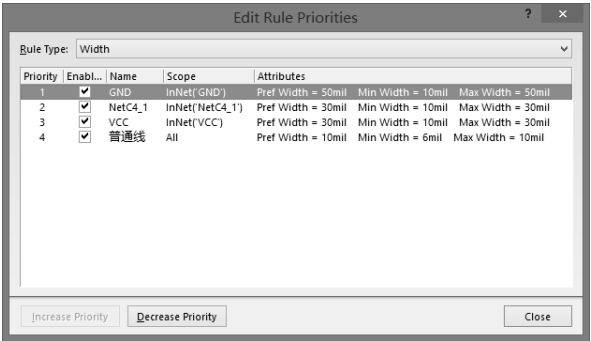 Edit Rule Priorities ? ×
Rule Type: Width
Priority Enabl... Name Scope Attributes
1 GND InNet('GND') Pref Width = 50mil Min Width = 10mil Max Width = 50mil
2 NetC4_1 InNet('NetC4_1') Pref Width = 30mil Min Width = 10mil Max Width = 30mil
3 VCC InNet('VCC') Pref Width = 30mil Min Width = 10mil Max Width = 30mil
4 普通线 All Pref Width = 10mil Min Width = 6mil Max Width = 10mil
Increase Priority Decrease Priority Close